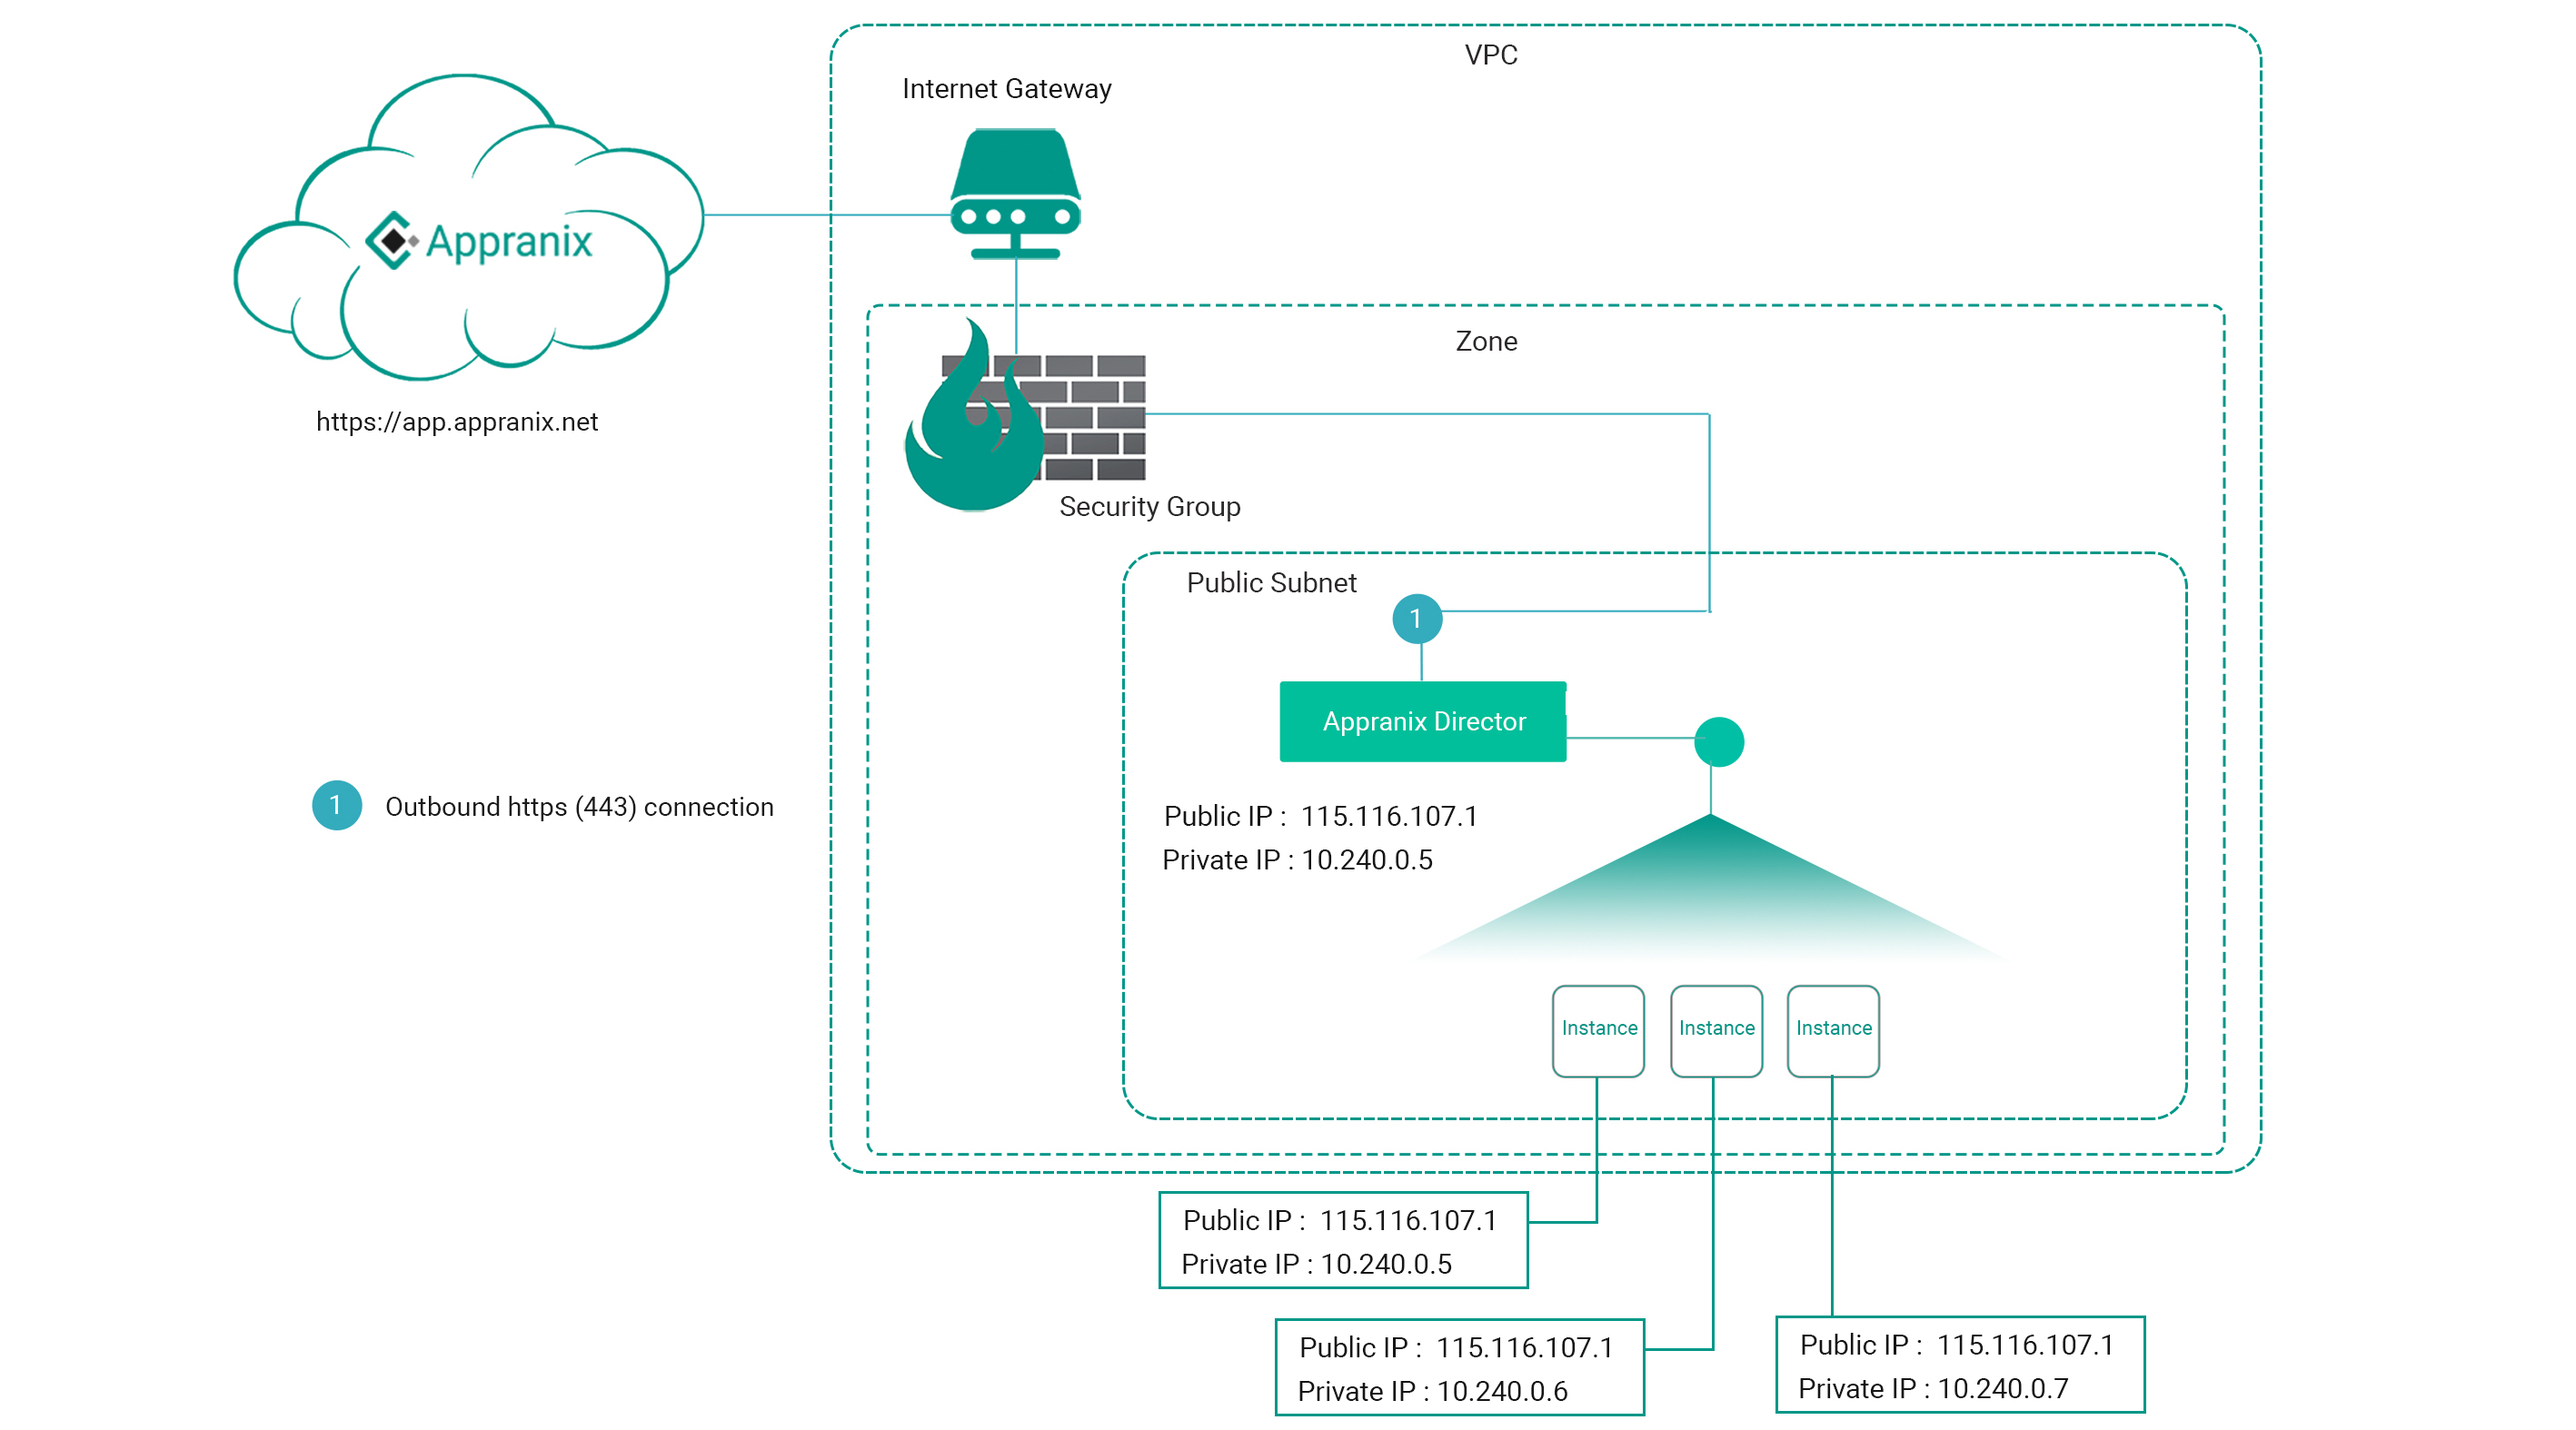 VPC
Internet Gateway
Appranix
https://app.appranix.net
Zone
Security Group
Public Subnet
1
Appranix Director
1 Outbound https (443) connection
Public IP : 115.116.107.1
Private IP : 10.240.0.5
Instance
Instance
Instance
Public IP : 115.116.107.1
Private IP : 10.240.0.5
Public IP : 115.116.107.1
Private IP : 10.240.0.6
Public IP : 115.116.107.1
Private IP : 10.240.0.7